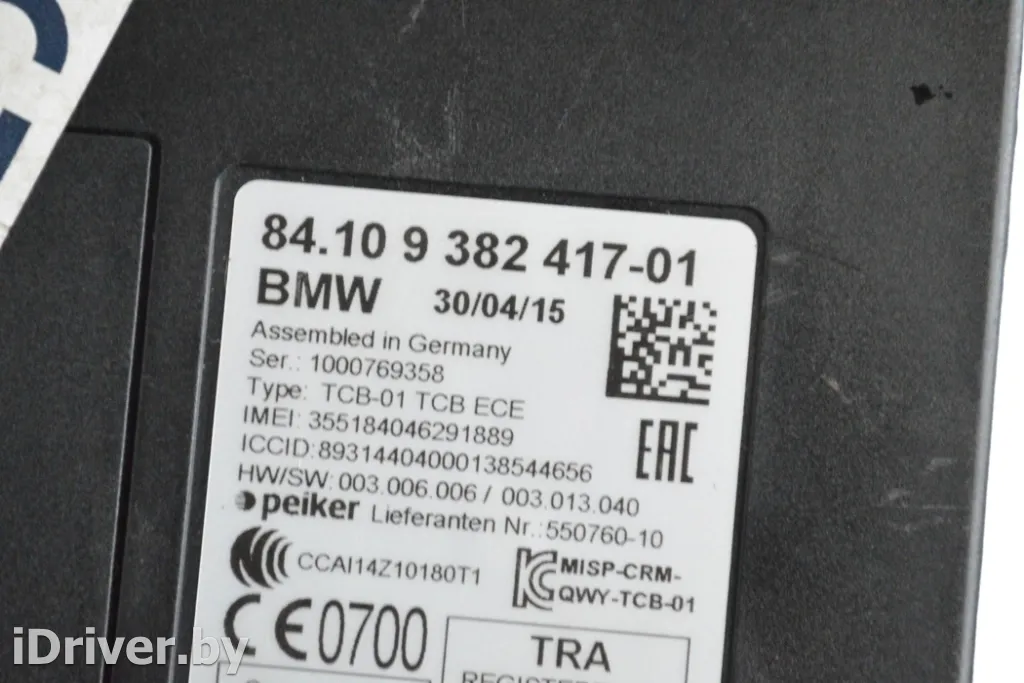 84.10 9 382 417-01
BMW 30/04/15
Assembled in Germany
Ser.: 1000769358
Type: TCB-01 TCB ECE
IMEI: 355184046291889
ICCID:89314404000138544656
HW/SW: 003.006.006 / 003.013.040
peiker Lieferanten Nr.:550760-10
CCAI14Z10180T1
MISP-CRM-
QWY-TCB-01
EAC
CE0700
TRA
iDriver.by